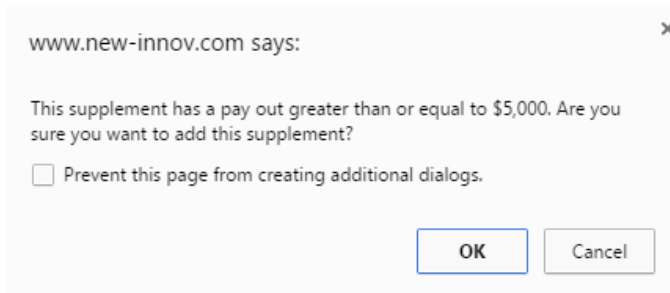 www.new-innov.com says:
This supplement has a pay out greater than or equal to $5,000. Are you
sure you want to add this supplement?
Prevent this page from creating additional dialogs.
OK
Cancel